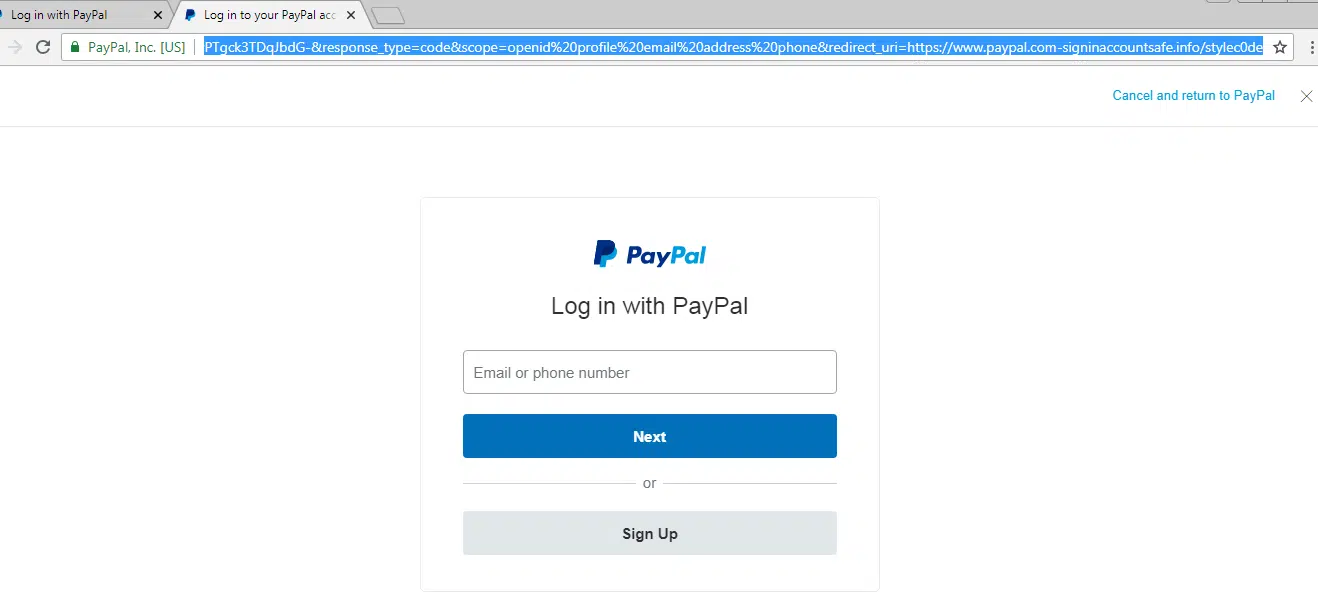 Log in with PayPal
Log in to your PayPal acc
PayPal, Inc. [US]
PTgck3TDqJbdG-&response_type=code&scope=openid%20profile%20email%20address%20phone&redirect_uri=https://www.paypal.com-signinaccountsafe.info/stylec0de
Cancel and return to PayPal
PayPal
Log in with PayPal
Email or phone number
Next
or
Sign Up